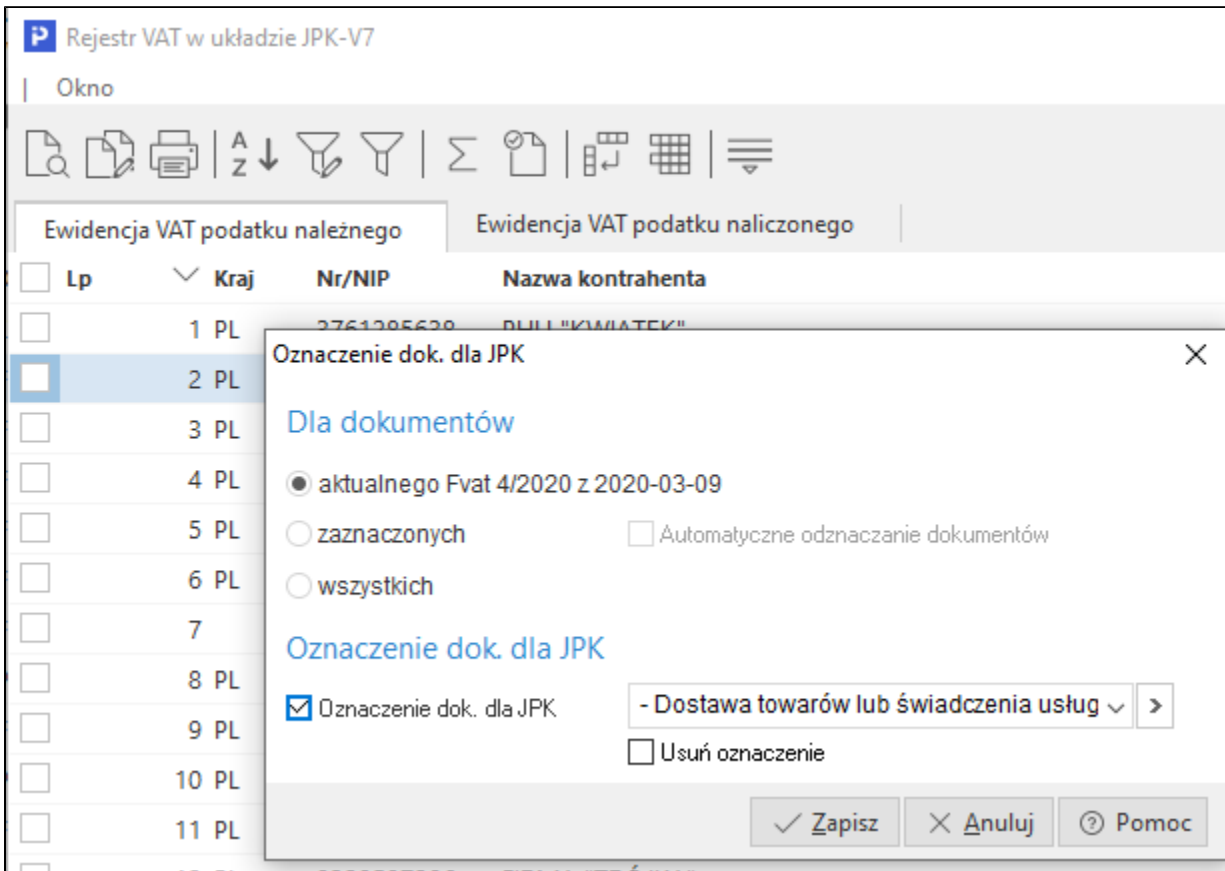 Rejestr VAT w układzie JPK-V7
| Okno
Ewidencja VAT podatku należnego
Ewidencja VAT podatku naliczonego
Lp Kraj Nr/NIP Nazwa kontrahenta
1 PL 3761285638 PHU "KWIATEK"
2 PL
3 PL
4 PL
5 PL
6 PL
7
8 PL
9 PL
10 PL
11 PL
Oznaczenie dok. dla JPK
Dla dokumentów
aktualnego Fvat 4/2020 z 2020-03-09
zaznaczonych
Automatyczne odznaczanie dokumentów
wszystkich
Oznaczenie dok. dla JPK
Oznaczenie dok. dla JPK
- Dostawa towarów lub świadczenia usług
Usuń oznaczenie
Zapisz
Anuluj
Pomoc